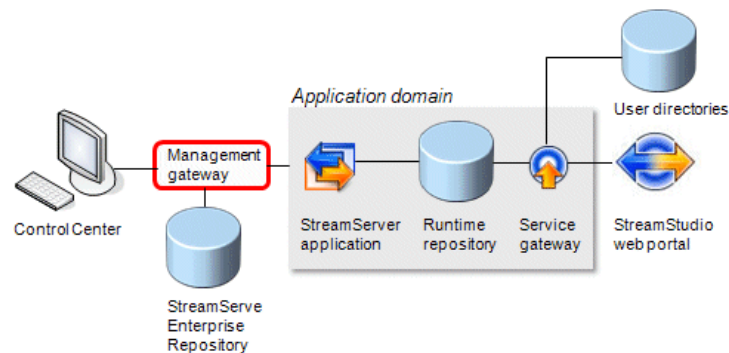 Application domain
User directories
Management
gateway
Control Center
StreamServer
application
Runtime
repository
Service
gateway
StreamStudio
web portal
StreamServe
Enterprise
Repository